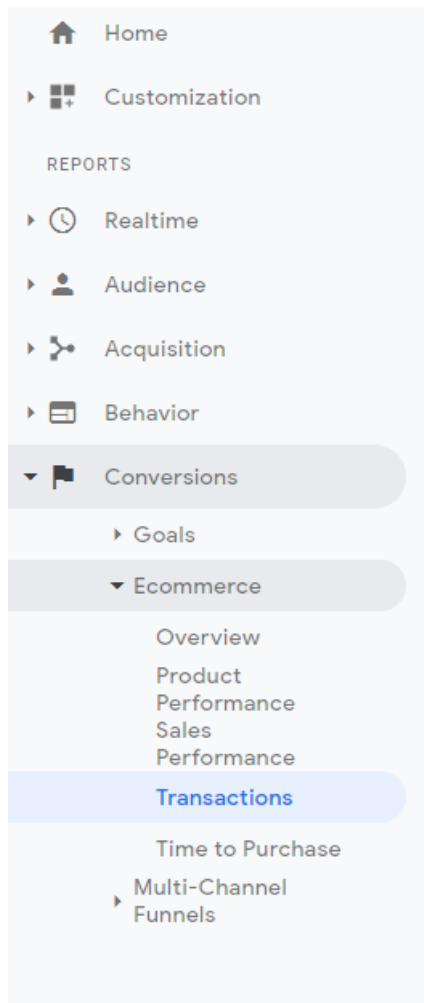 Home
Customization
REPORTS
Realtime
Audience
Acquisition
Behavior
Conversions
Goals
Ecommerce
Overview
Product
Performance
Sales
Performance
Transactions
Time to Purchase
Multi-Channel
Funnels